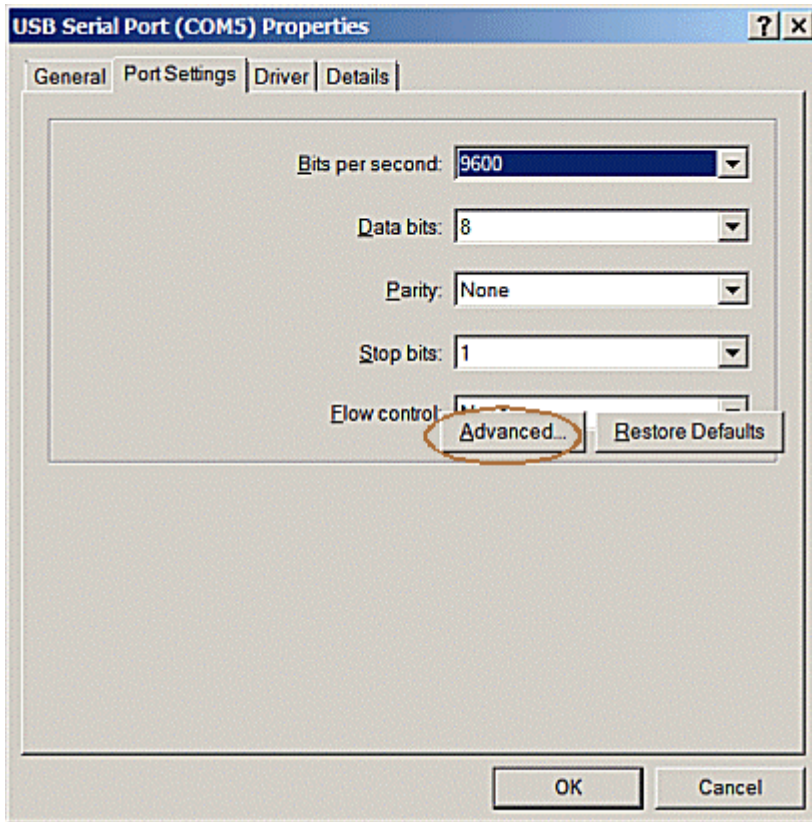 USB Serial Port (COM5) Properties
General Port Settings Driver Details
Bits per second: 9600
Data bits: 8
Parity: None
Stop bits: 1
Flow control:
Advanced... Restore Defaults
OK Cancel